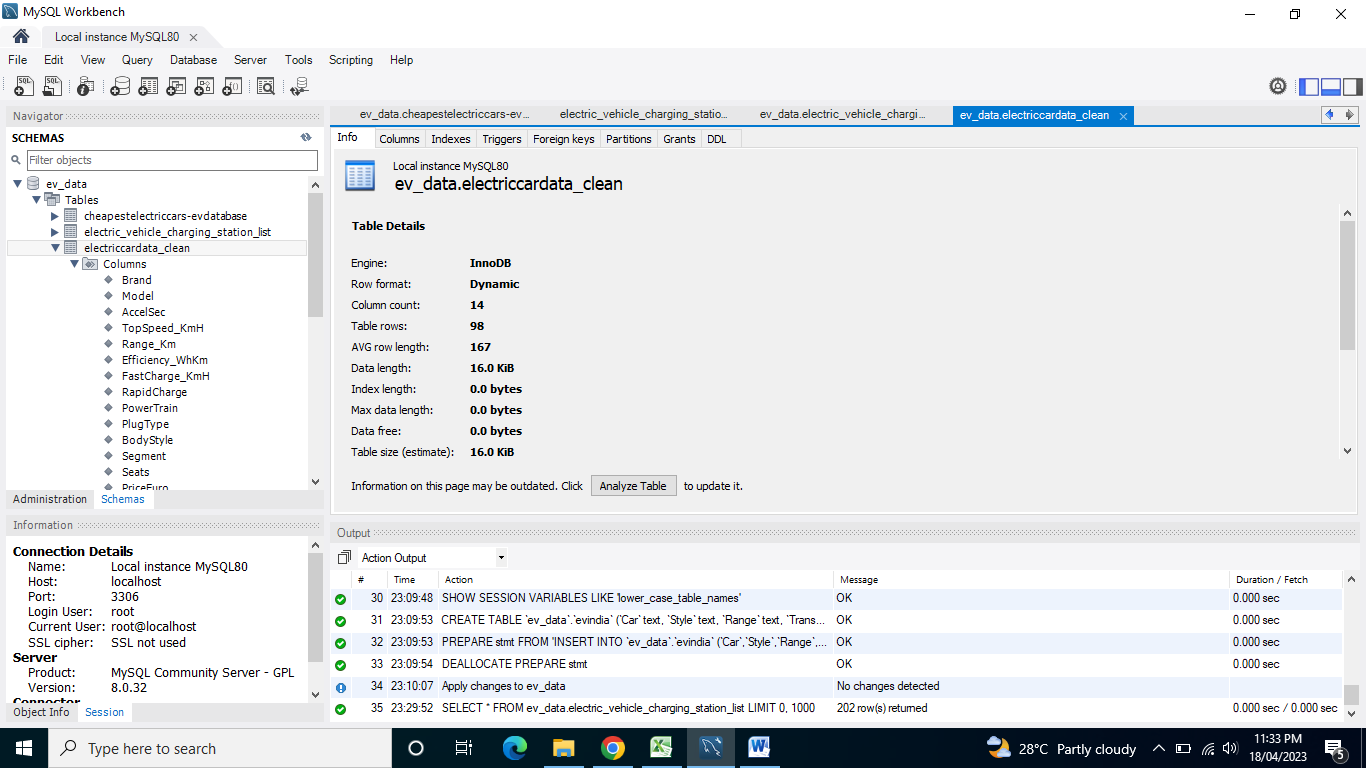 MySQL Workbench
Local instance MySQL80
File Edit View Query Database Server Tools Scripting Help
Navigator
SCHEMAS
Filter objects
ev_data
Tables
cheapestelectriccars-evdatabase
electric_vehicle_charging_station_list
electriccardata_clean
Columns
Brand
Model
AccelSec
TopSpeed_KmH
Range_Km
Efficiency_WhKm
FastCharge_KmH
RapidCharge
PowerTrain
PlugType
BodyStyle
Segment
Seats
PriceEuro
Administration Schemas
Information
Connection Details
Name: Local instance MySQL80
Host: localhost
Port: 3306
Login User: root
Current User: root@localhost
SSL cipher: SSL not used
Server
Product: MySQL Community Server - GPL
Version: 8.0.32
Connector
Object Info Session
ev_data.cheapestelectriccars-ev... electric_vehicle_charging_statio... ev_data.electric_vehicle_chargi... ev_data.electriccardata_clean
Info Columns Indexes Triggers Foreign keys Partitions Grants DDL
Local instance MySQL80
ev_data.electriccardata_clean
Table Details
Engine: InnoDB
Row format: Dynamic
Column count: 14
Table rows: 98
AVG row length: 167
Data length: 16.0 KiB
Index length: 0.0 bytes
Max data length: 0.0 bytes
Data free: 0.0 bytes
Table size (estimate): 16.0 KiB
Information on this page may be outdated. Click Analyze Table to update it.
Output
Action Output
# Time Action Message Duration / Fetch
30 23:09:48 SHOW SESSION VARIABLES LIKE 'lower_case_table_names' OK 0.000 sec
31 23:09:53 CREATE TABLE `ev_data`.`evindia` (`Car` text, `Style` text, `Range` text, `Trans... OK 0.000 sec
32 23:09:53 PREPARE stmt FROM 'INSERT INTO `ev_data`.`evindia` (`Car`,`Style`,`Range`,... OK 0.000 sec
33 23:09:54 DEALLOCATE PREPARE stmt OK 0.000 sec
34 23:10:07 Apply changes to ev_data No changes detected
35 23:29:52 SELECT * FROM ev_data.electric_vehicle_charging_station_list LIMIT 0, 1000 202 row(s) returned 0.000 sec / 0.000 sec
Type here to search
28°C Partly cloudy
11:33 PM
18/04/2023
5